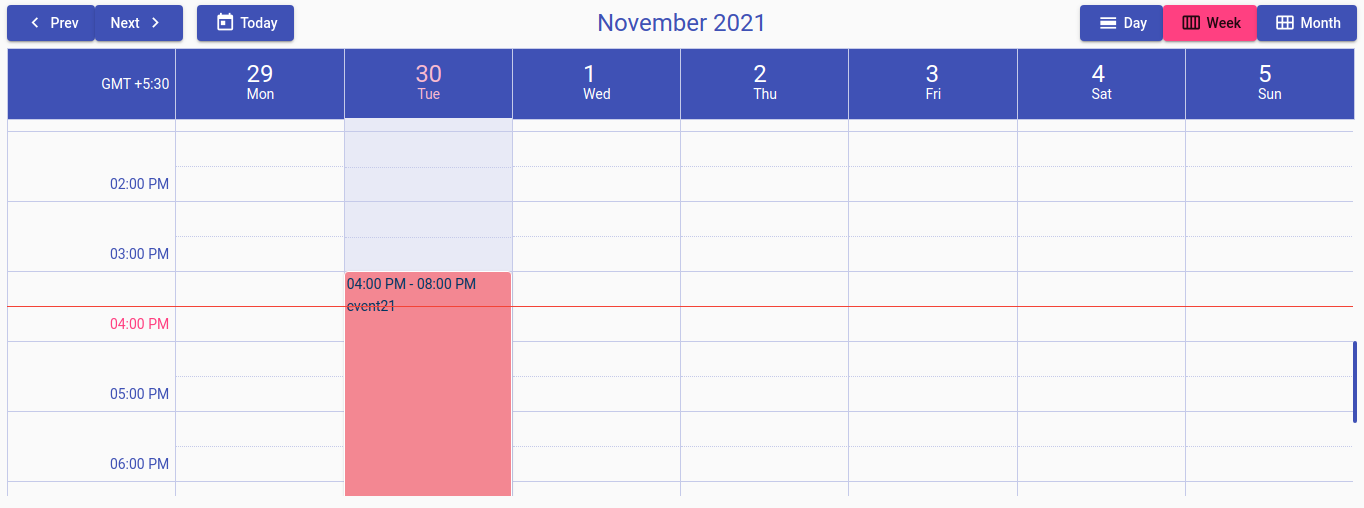 Prev Next Today November 2021 Day Week Month
GMT +5:30 29 30 1 2 3 4 5
Mon Tue Wed Thu Fri Sat Sun
02:00 PM
03:00 PM
04:00 PM - 08:00 PM
event21
04:00 PM
05:00 PM
06:00 PM